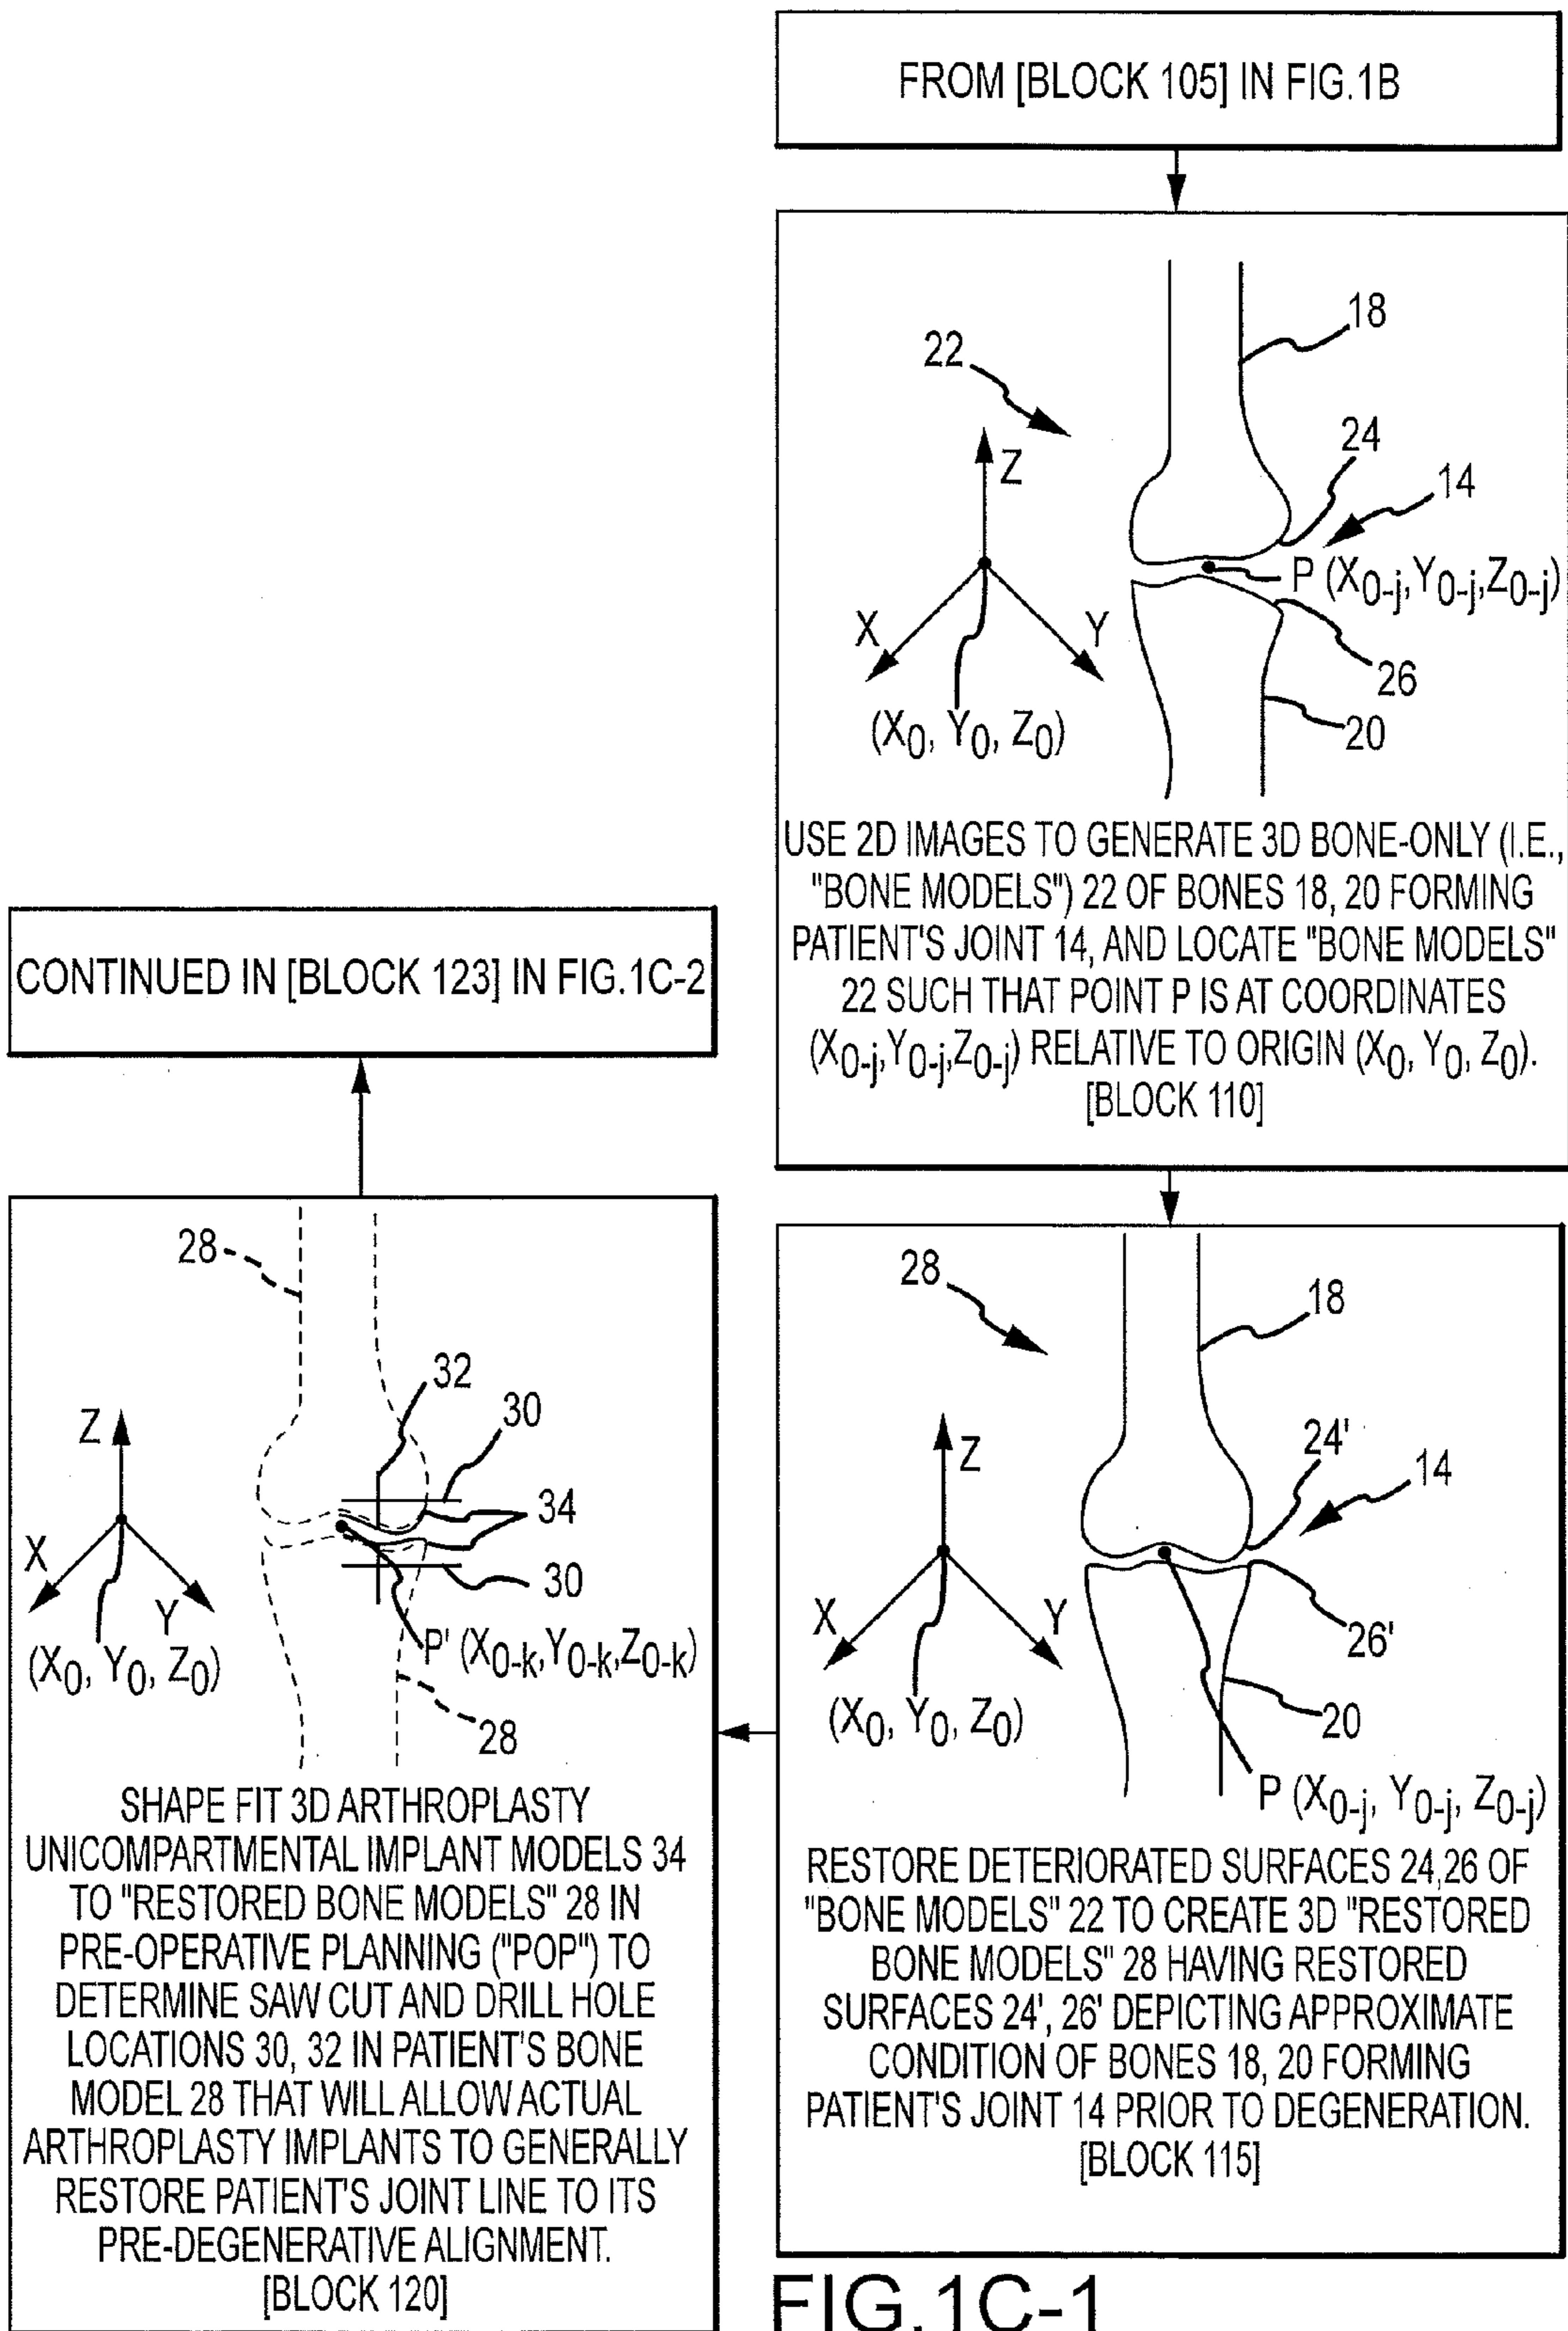 FROM [BLOCK 105] IN FIG.1B
22
18
24
14
Z
X
Y
P (X0-j,Y0-j,Z0-j)
26
20
(X0, Y0, Z0)
USE 2D IMAGES TO GENERATE 3D BONE-ONLY (I.E.,
"BONE MODELS") 22 OF BONES 18, 20 FORMING
PATIENT'S JOINT 14, AND LOCATE "BONE MODELS"
22 SUCH THAT POINT P IS AT COORDINATES
(X0-j,Y0-j,Z0-j) RELATIVE TO ORIGIN (X0, Y0, Z0).
[BLOCK 110]
28
18
24'
14
Z
X
Y
26'
20
(X0, Y0, Z0)
P (X0-j, Y0-j, Z0-j)
RESTORE DETERIORATED SURFACES 24,26 OF
"BONE MODELS" 22 TO CREATE 3D "RESTORED
BONE MODELS" 28 HAVING RESTORED
SURFACES 24', 26' DEPICTING APPROXIMATE
CONDITION OF BONES 18, 20 FORMING
PATIENT'S JOINT 14 PRIOR TO DEGENERATION.
[BLOCK 115]
28
32
30
34
Z
X
Y
30
P' (X0-k,Y0-k,Z0-k)
(X0, Y0, Z0)
28
SHAPE FIT 3D ARTHROPLASTY
UNICOMPARTMENTAL IMPLANT MODELS 34
TO "RESTORED BONE MODELS" 28 IN
PRE-OPERATIVE PLANNING ("POP") TO
DETERMINE SAW CUT AND DRILL HOLE
LOCATIONS 30, 32 IN PATIENT'S BONE
MODEL 28 THAT WILL ALLOW ACTUAL
ARTHROPLASTY IMPLANTS TO GENERALLY
RESTORE PATIENT'S JOINT LINE TO ITS
PRE-DEGENERATIVE ALIGNMENT.
[BLOCK 120]
CONTINUED IN [BLOCK 123] IN FIG.1C-2
FIG.1C-1